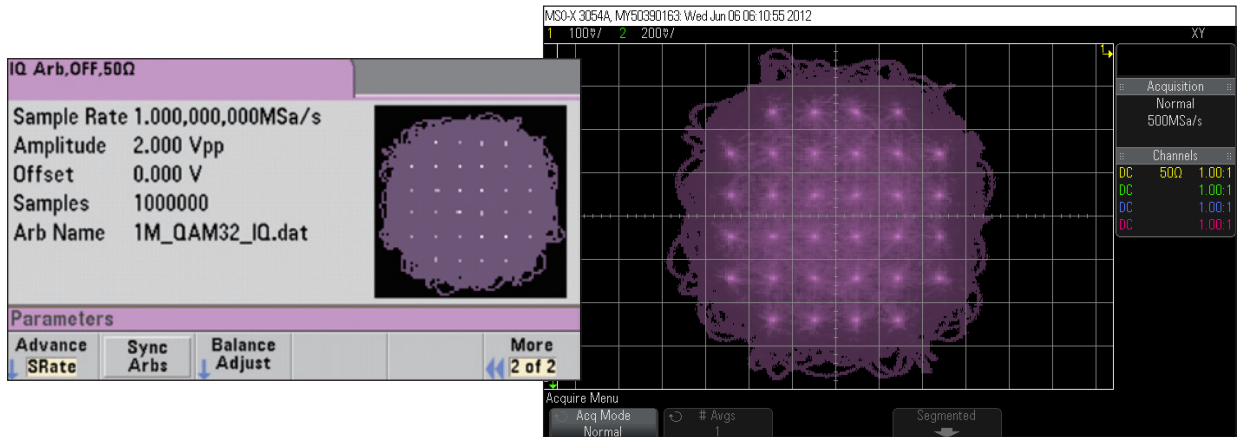 IQ Arb,OFF,50Ω
Sample Rate 1.000,000,000MSa/s
Amplitude 2.000 Vpp
Offset 0.000 V
Samples 1000000
Arb Name 1M_QAM32_IQ.dat
Parameters
Advance
SRate
Sync
Arbs
Balance
Adjust
More
2 of 2
MSO-X 3054A, MY50390163: Wed Jun 06 06:10:55 2012
1 100V/ 2 200V/ XY
Acquisition
Normal
500MSa/s
Channels
DC 50Ω 1.00:1
DC 1.00:1
DC 1.00:1
DC 1.00:1
Acquire Menu
Acq Mode
Normal
# Avgs
1
Segmented